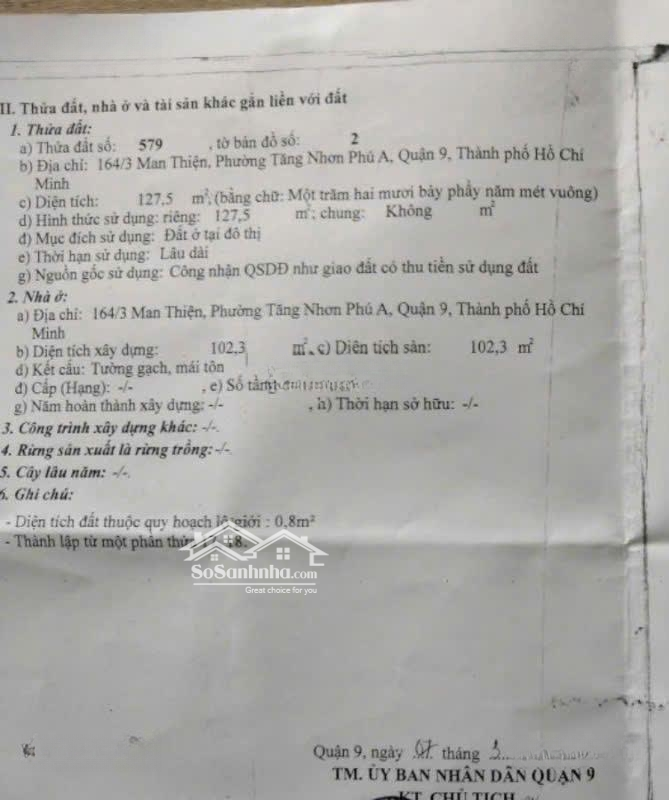 II. Thửa đất, nhà ở và tài sản khác gắn liền với đất
1. Thửa đất:
a) Thửa đất số: 579 , tờ bản đồ số: 2
b) Địa chỉ: 164/3 Man Thiện, Phường Tăng Nhơn Phú A, Quận 9, Thành phố Hồ Chí
Minh
c) Diện tích: 127,5 m², (bằng chữ: Một trăm hai mươi bảy phẩy năm mét vuông)
d) Hình thức sử dụng: riêng: 127,5 m²; chung: Không m²
đ) Mục đích sử dụng: Đất ở tại đô thị
e) Thời hạn sử dụng: Lâu dài
g) Nguồn gốc sử dụng: Công nhận QSDĐ như giao đất có thu tiền sử dụng đất
2. Nhà ở:
a) Địa chỉ: 164/3 Man Thiện, Phường Tăng Nhơn Phú A, Quận 9, Thành phố Hồ Chí
Minh
b) Diện tích xây dựng: 102,3 m², c) Diện tích sàn: 102,3 m²
d) Kết cấu: Tường gạch, mái tôn
đ) Cấp (Hạng): -/- , e) Số tầng
g) Năm hoàn thành xây dựng: -/- , h) Thời hạn sở hữu: -/-
3. Công trình xây dựng khác: -/-.
4. Rừng sản xuất là rừng trồng: -/-.
5. Cây lâu năm: -/-.
6. Ghi chú:
- Diện tích đất thuộc quy hoạch lộ giới : 0,8m²
- Thành lập từ một phần thửa
SoSanhnha.com
Great choice for you
Quận 9, ngày tháng
TM. ỦY BAN NHÂN DÂN QUẬN 9
KT. CHỦ TỊCH